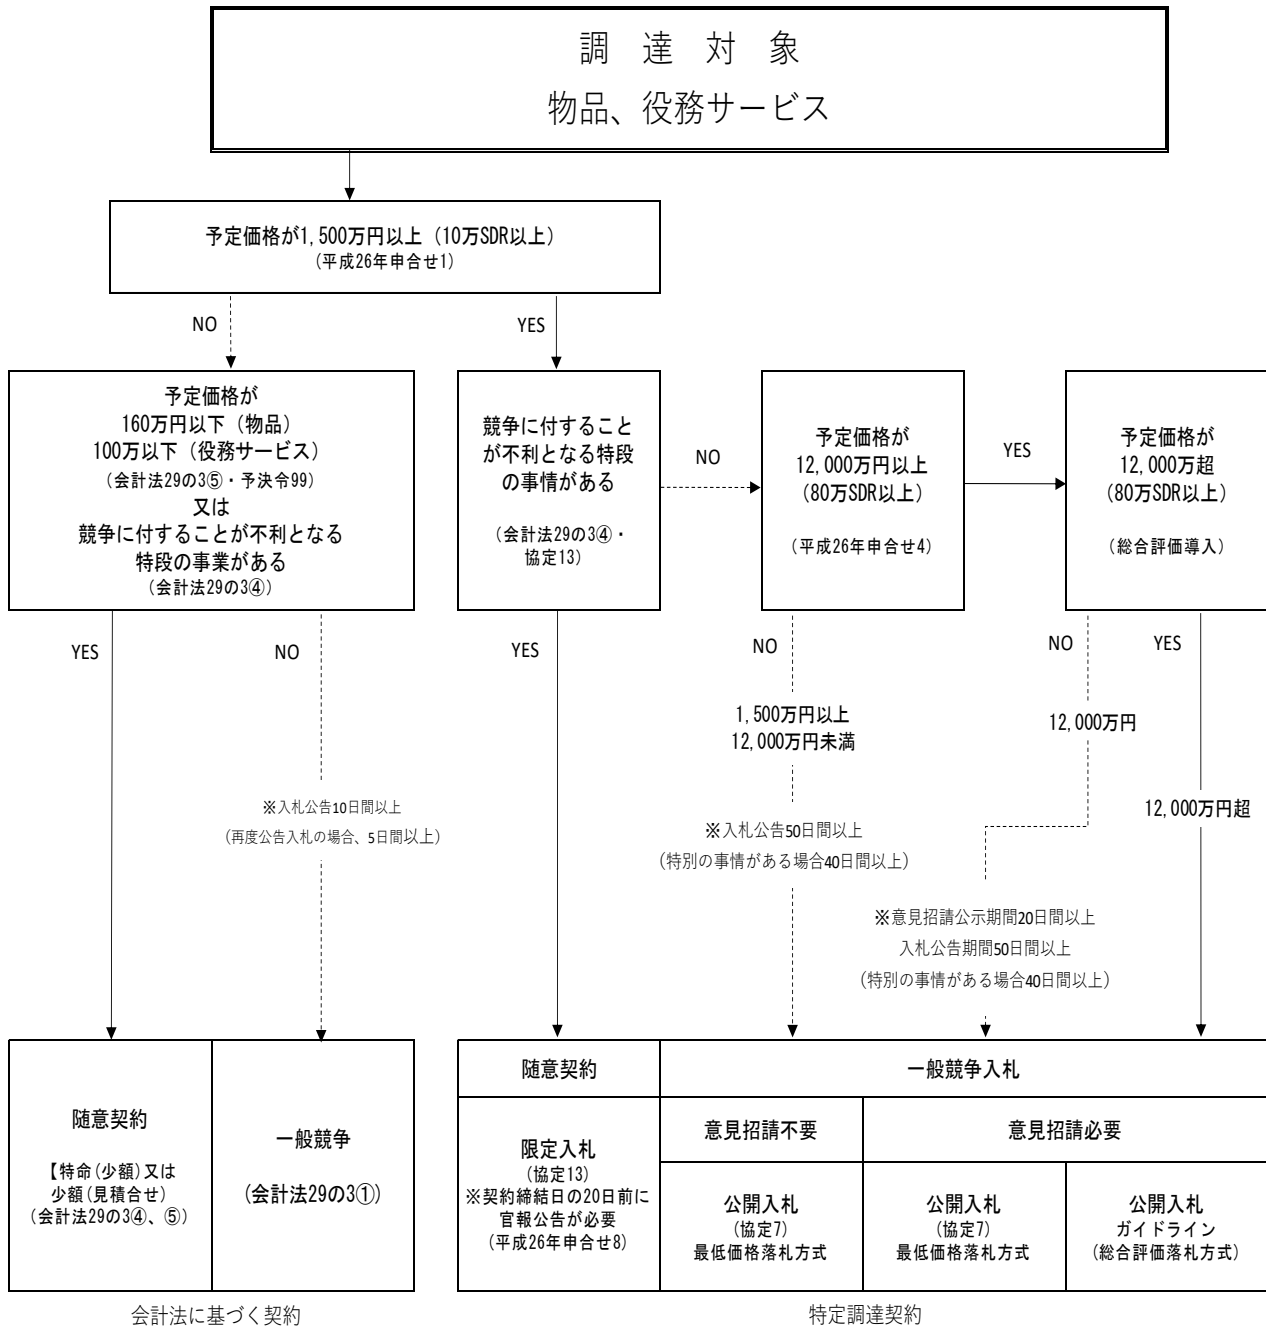 調達対象
物品、役務サービス
予定価格が1,500万円以上（10万SDR以上）
（平成26年申合せ1）
NO
YES
予定価格が
160万円以下（物品）
100万以下（役務サービス）
（会計法29の3⑤・予決令99）
又は
競争に付することが不利となる
特段の事業がある
（会計法29の3④）
競争に付すること
が不利となる特段
の事情がある
（会計法29の3④・
協定13）
NO
予定価格が
12,000万円以上
（80万SDR以上）
（平成26年申合せ4）
YES
予定価格が
12,000万超
（80万SDR以上）
（総合評価導入）
YES
NO
YES
NO
NO
YES
1,500万円以上
12,000万円未満
12,000万円
12,000万円超
※入札公告10日間以上
（再度公告入札の場合、5日間以上）
※入札公告50日間以上
（特別の事情がある場合40日間以上）
※意見招請公示期間20日間以上
入札公告期間50日間以上
（特別の事情がある場合40日間以上）
随意契約
【特命(少額)又は
少額(見積合せ)
（会計法29の3④、⑤）
一般競争
（会計法29の3①）
随意契約
一般競争入札
限定入札
（協定13）
※契約締結日の20日前に
官報公告が必要
（平成26年申合せ8）
意見招請不要
意見招請必要
公開入札
（協定7）
最低価格落札方式
公開入札
（協定7）
最低価格落札方式
公開入札
ガイドライン
（総合評価落札方式）
会計法に基づく契約
特定調達契約